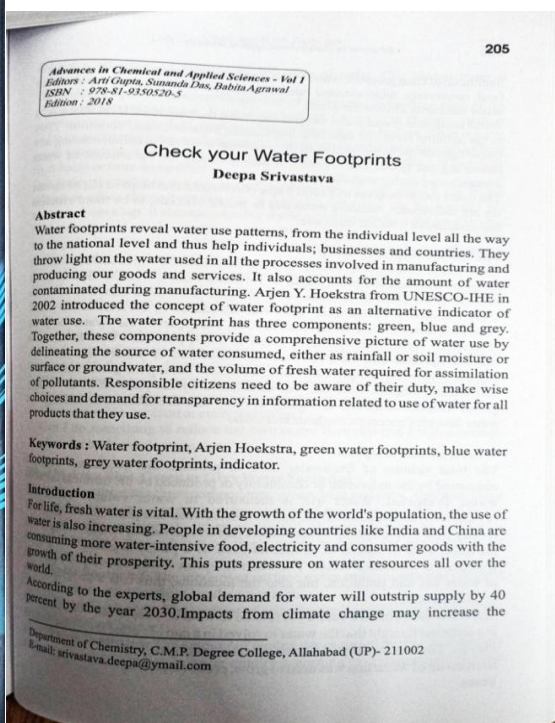 205
Advances in Chemical and Applied Sciences - Vol 1
Editors : Arti Gupta, Sunanda Das, Babita Agrawal
ISBN : 978-81-9350520-5
Edition : 2018
Check your Water Footprints
Deepa Srivastava
Abstract
Water footprints reveal water use patterns, from the individual level all the way
to the national level and thus help individuals; businesses and countries. They
throw light on the water used in all the processes involved in manufacturing and
producing our goods and services. It also accounts for the amount of water
contaminated during manufacturing. Arjen Y. Hoekstra from UNESCO-IHE in
2002 introduced the concept of water footprint as an alternative indicator of
water use. The water footprint has three components: green, blue and grey.
Together, these components provide a comprehensive picture of water use by
delineating the source of water consumed, either as rainfall or soil moisture or
surface or groundwater, and the volume of fresh water required for assimilation
of pollutants. Responsible citizens need to be aware of their duty, make wise
choices and demand for transparency in information related to use of water for all
products that they use.
Keywords : Water footprint, Arjen Hoekstra, green water footprints, blue water
footprints, grey water footprints, indicator.
Introduction
For life, fresh water is vital. With the growth of the world's population, the use of
water is also increasing. People in developing countries like India and China are
consuming more water-intensive food, electricity and consumer goods with the
growth of their prosperity. This puts pressure on water resources all over the
world.
According to the experts, global demand for water will outstrip supply by 40
percent by the year 2030.Impacts from climate change may increase the
Department of Chemistry, C.M.P. Degree College, Allahabad (UP)- 211002
E-mail: srivastava.deepa@ymail.com